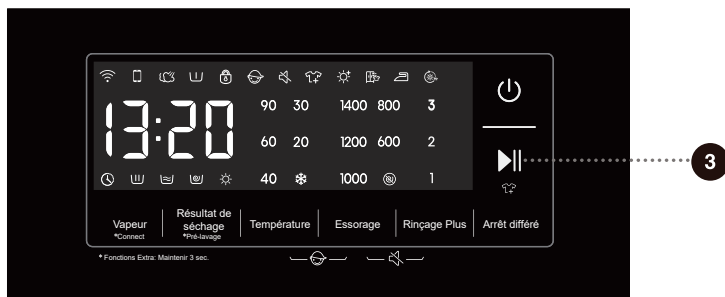 13:20
90 30 1400 800 3
60 20 1200 600 2
40 1000 1
3
Vapeur
*Connect
Résultat de
séchage
*Pré-lavage
Température
Essorage
Rinçage Plus
Arrêt différé
* Fonctions Extra: Maintenir 3 sec.